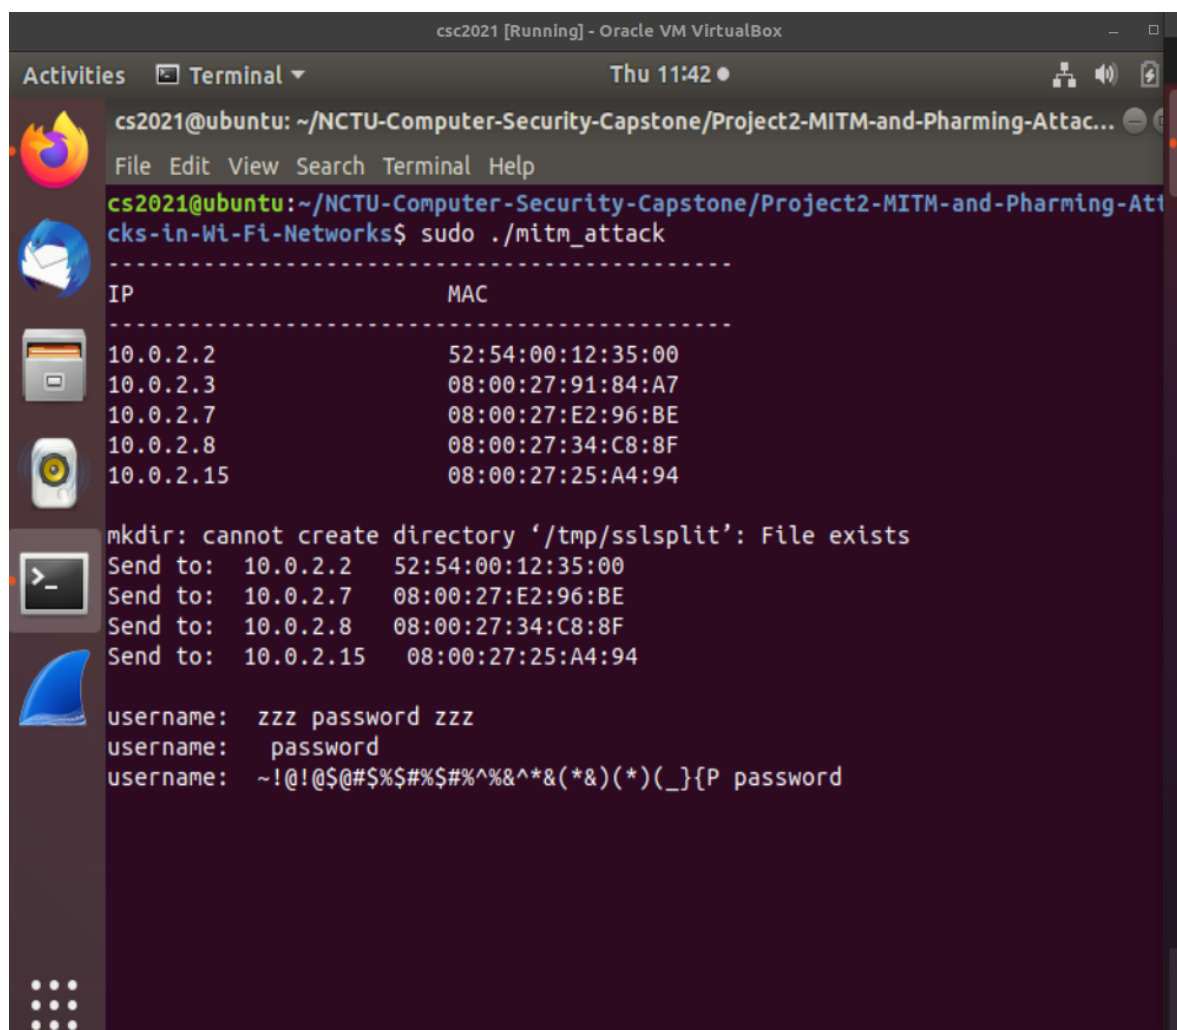 csc2021 [Running] - Oracle VM VirtualBox
Activities Terminal Thu 11:42
cs2021@ubuntu: ~/NCTU-Computer-Security-Capstone/Project2-MITM-and-Pharming-Attac...
File Edit View Search Terminal Help
cs2021@ubuntu:~/NCTU-Computer-Security-Capstone/Project2-MITM-and-Pharming-Att
cks-in-Wi-Fi-Networks$ sudo ./mitm_attack
----------------------------------------------
IP MAC
----------------------------------------------
10.0.2.2 52:54:00:12:35:00
10.0.2.3 08:00:27:91:84:A7
10.0.2.7 08:00:27:E2:96:BE
10.0.2.8 08:00:27:34:C8:8F
10.0.2.15 08:00:27:25:A4:94
mkdir: cannot create directory ‘/tmp/sslsplit’: File exists
Send to: 10.0.2.2 52:54:00:12:35:00
Send to: 10.0.2.7 08:00:27:E2:96:BE
Send to: 10.0.2.8 08:00:27:34:C8:8F
Send to: 10.0.2.15 08:00:27:25:A4:94
username: zzz password zzz
username: password
username: ~!@!@$@#$%$#%$#%^%&^*&(*&)(*)(_}{P password